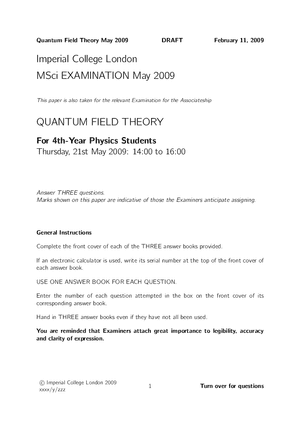 Quantum Field Theory May 2009 DRAFT February 11, 2009
Imperial College London
MSci EXAMINATION May 2009
This paper is also taken for the relevant Examination for the Associateship
QUANTUM FIELD THEORY
For 4th-Year Physics Students
Thursday, 21st May 2009: 14:00 to 16:00
Answer THREE questions.
Marks shown on this paper are indicative of those the Examiners anticipate assigning.
General Instructions
Complete the front cover of each of the THREE answer books provided.
If an electronic calculator is used, write its serial number at the top of the front cover of
each answer book.
USE ONE ANSWER BOOK FOR EACH QUESTION.
Enter the number of each question attempted in the box on the front cover of its
corresponding answer book.
Hand in THREE answer books even if they have not all been used.
You are reminded that Examiners attach great importance to legibility, accuracy
and clarity of expression.
© Imperial College London 2009 1 Turn over for questions
xxxx/y/zzz